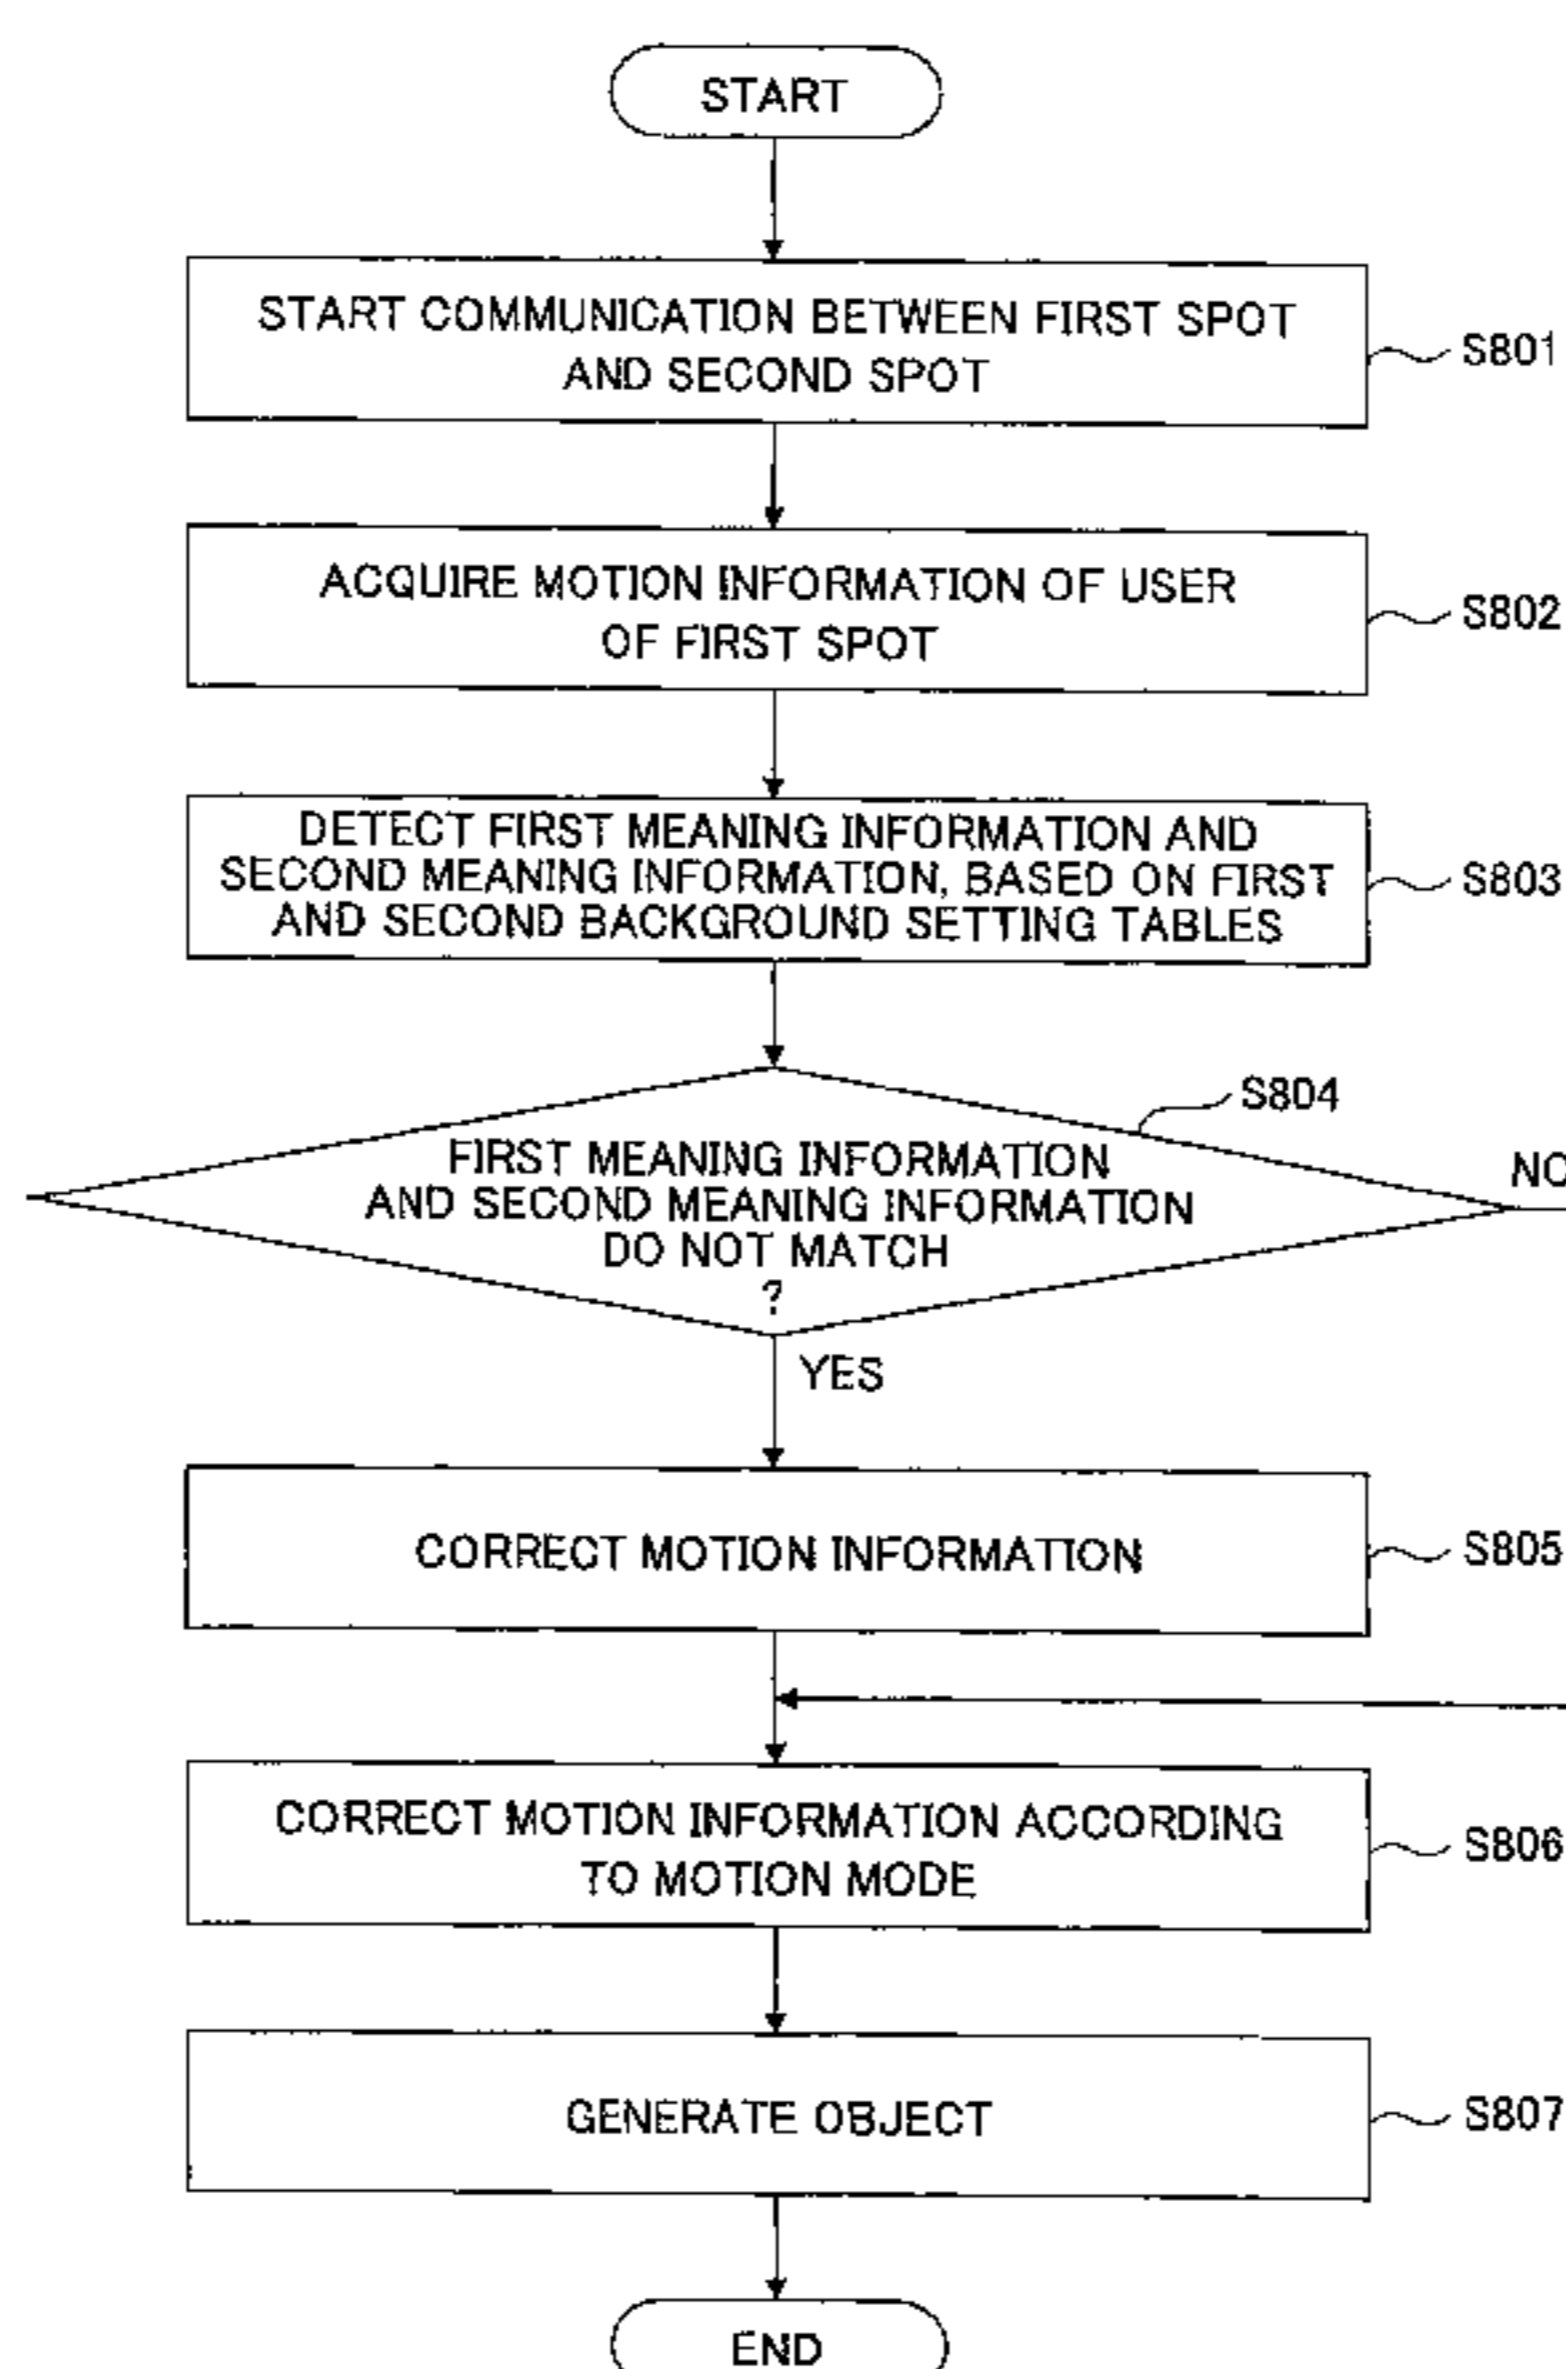 START
START COMMUNICATION BETWEEN FIRST SPOT
AND SECOND SPOT
S801
ACQUIRE MOTION INFORMATION OF USER
OF FIRST SPOT
S802
DETECT FIRST MEANING INFORMATION AND
SECOND MEANING INFORMATION, BASED ON FIRST
AND SECOND BACKGROUND SETTING TABLES
S803
S804
FIRST MEANING INFORMATION
AND SECOND MEANING INFORMATION
DO NOT MATCH
?
NO
YES
CORRECT MOTION INFORMATION
S805
CORRECT MOTION INFORMATION ACCORDING
TO MOTION MODE
S806
GENERATE OBJECT
S807
END